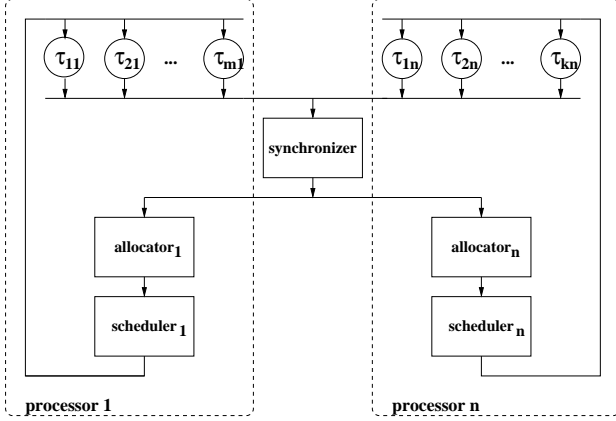 τ11 τ21 ... τm1 τ1n τ2n ... τkn
synchronizer
allocator1 allocatorn
scheduler1 schedulern
processor 1 processor n